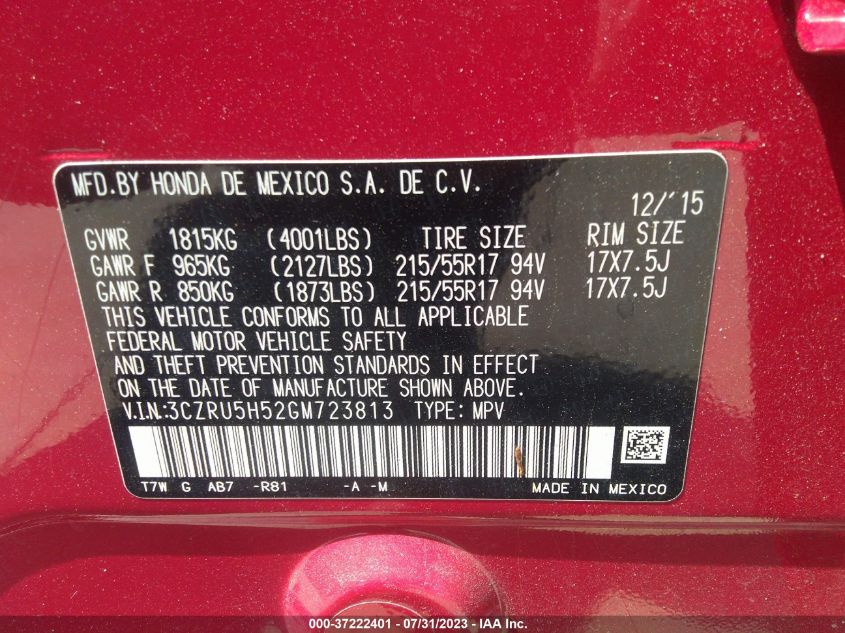 MFD.BY HONDA DE MEXICO S.A. DE C.V.
12/'15
GVWR 1815KG (4001LBS) TIRE SIZE RIM SIZE
GAWR F 965KG (2127LBS) 215/55R17 94V 17X7.5J
GAWR R 850KG (1873LBS) 215/55R17 94V 17X7.5J
THIS VEHICLE CONFORMS TO ALL APPLICABLE
FEDERAL MOTOR VEHICLE SAFETY
AND THEFT PREVENTION STANDARDS IN EFFECT
ON THE DATE OF MANUFACTURE SHOWN ABOVE.
V.I.N:3CZRU5H52GM723813 TYPE: MPV
T7W G AB7 -R81 -A -M MADE IN MEXICO
000-37222401 - 07/31/2023 - IAA Inc.